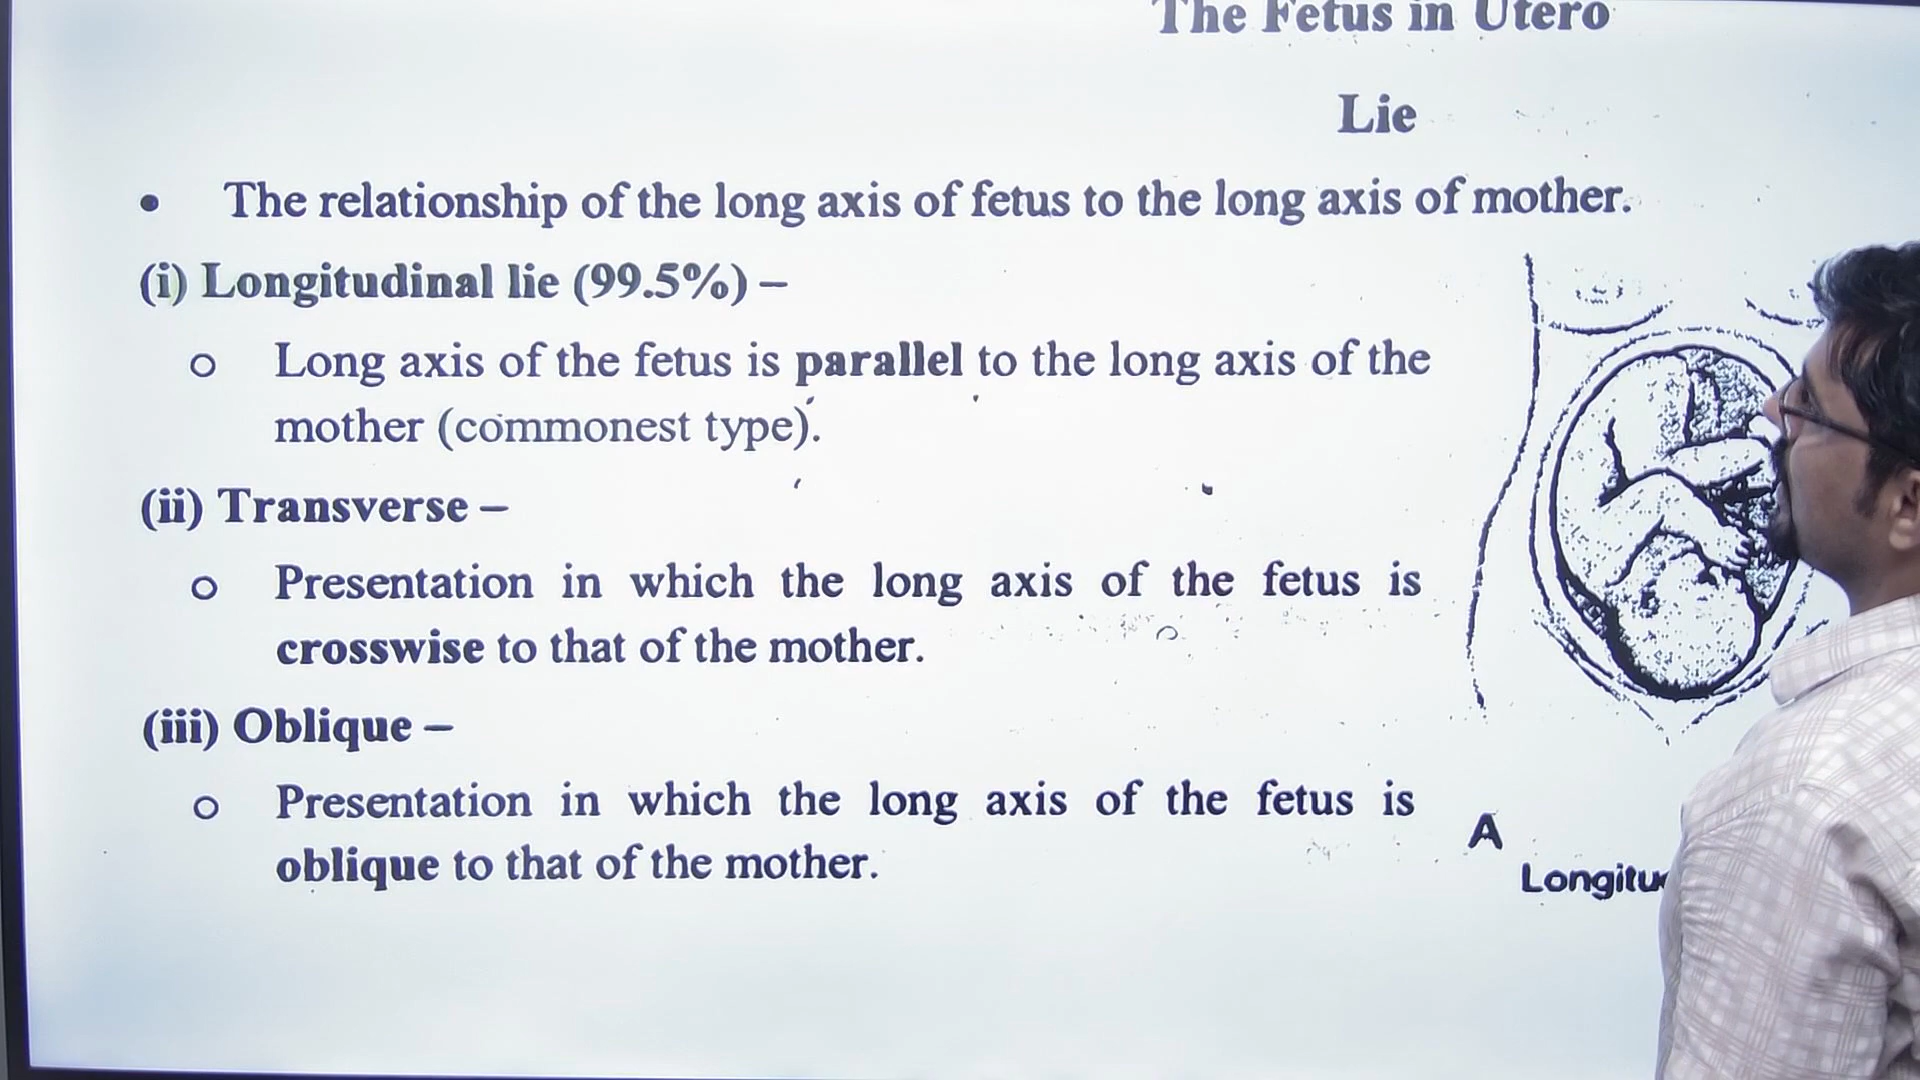 The Fetus in Utero
Lie
• The relationship of the long axis of fetus to the long axis of mother.
(i) Longitudinal lie (99.5%) –
o Long axis of the fetus is parallel to the long axis of the
mother (commonest type).
(ii) Transverse –
o Presentation in which the long axis of the fetus is
crosswise to that of the mother.
(iii) Oblique –
o Presentation in which the long axis of the fetus is
oblique to that of the mother.
A